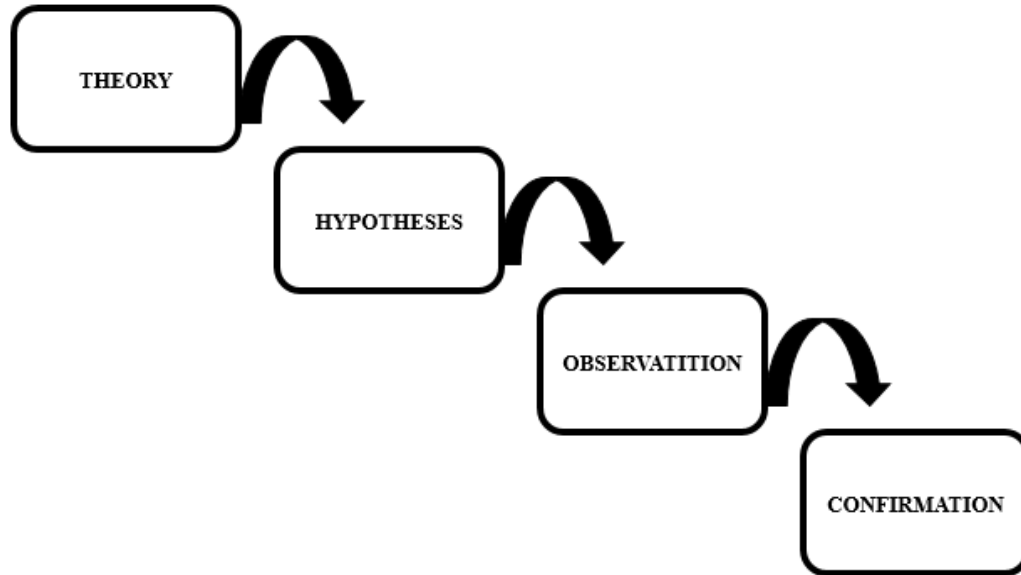 THEORY
HYPOTHESES
OBSERVATITION
CONFIRMATION